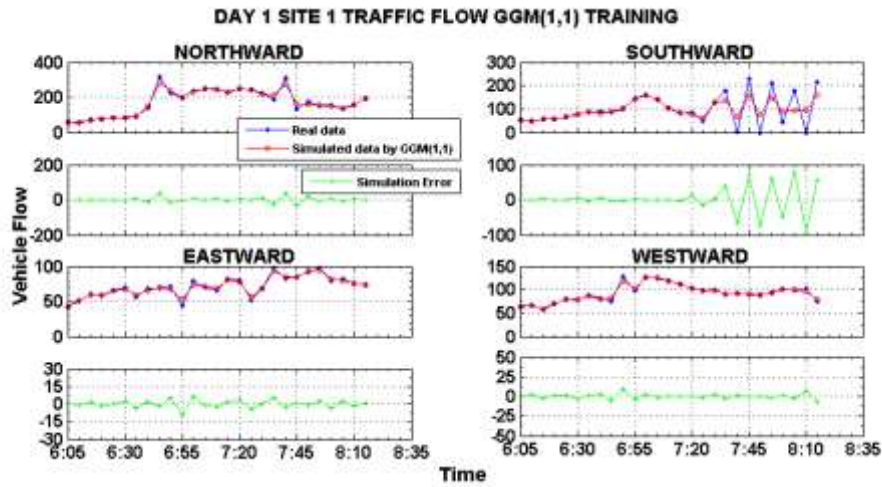 DAY 1 SITE 1 TRAFFIC FLOW GGM(1,1) TRAINING
NORTHWARD
400
200
0
Real data
Simulated data by GGM(1,1)
200
0
-200
Simulation Error
SOUTHWARD
300
200
100
0
100
0
-100
Vehicle Flow
EASTWARD
100
50
0
30
15
0
-15
-30
6:05 6:30 6:55 7:20 7:45 8:10 8:35
WESTWARD
150
100
50
0
50
25
0
-25
-50
6:05 6:30 6:55 7:20 7:45 8:10 8:35
Time